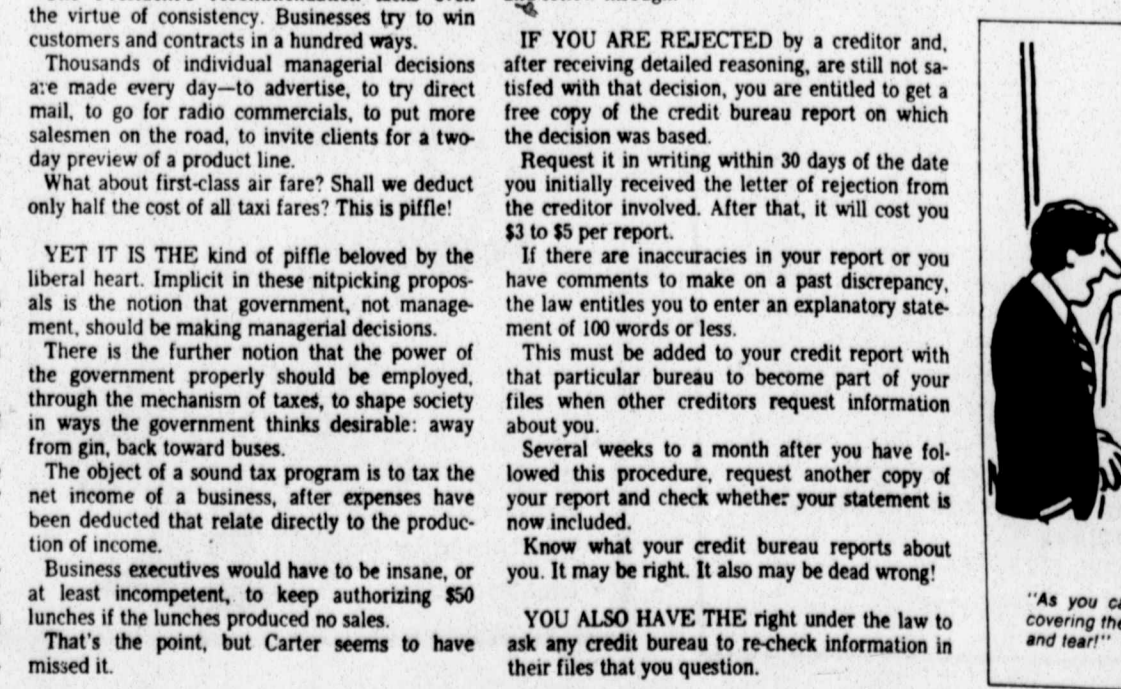 the virtue of consistency. Businesses try to win
customers and contracts in a hundred ways.
Thousands of individual managerial decisions
are made every day—to advertise, to try direct
mail, to go for radio commercials, to put more
salesmen on the road, to invite clients for a two-
day preview of a product line.
What about first-class air fare? Shall we deduct
only half the cost of all taxi fares? This is piffle!
YET IT IS THE kind of piffle beloved by the
liberal heart. Implicit in these nitpicking propos-
als is the notion that government, not manage-
ment, should be making managerial decisions.
There is the further notion that the power of
the government properly should be employed,
through the mechanism of taxes, to shape society
in ways the government thinks desirable: away
from gin, back toward buses.
The object of a sound tax program is to tax the
net income of a business, after expenses have
been deducted that relate directly to the produc-
tion of income.
Business executives would have to be insane, or
at least incompetent, to keep authorizing $50
lunches if the lunches produced no sales.
That's the point, but Carter seems to have
missed it.
IF YOU ARE REJECTED by a creditor and,
after receiving detailed reasoning, are still not sa-
tisfed with that decision, you are entitled to get a
free copy of the credit bureau report on which
the decision was based.
Request it in writing within 30 days of the date
you initially received the letter of rejection from
the creditor involved. After that, it will cost you
$3 to $5 per report.
If there are inaccuracies in your report or you
have comments to make on a past discrepancy,
the law entitles you to enter an explanatory state-
ment of 100 words or less.
This must be added to your credit report with
that particular bureau to become part of your
files when other creditors request information
about you.
Several weeks to a month after you have fol-
lowed this procedure, request another copy of
your report and check whether your statement is
now included.
Know what your credit bureau reports about
you. It may be right. It also may be dead wrong!
YOU ALSO HAVE THE right under the law to
ask any credit bureau to re-check information in
their files that you question.
"As you
covering the
and tear!"